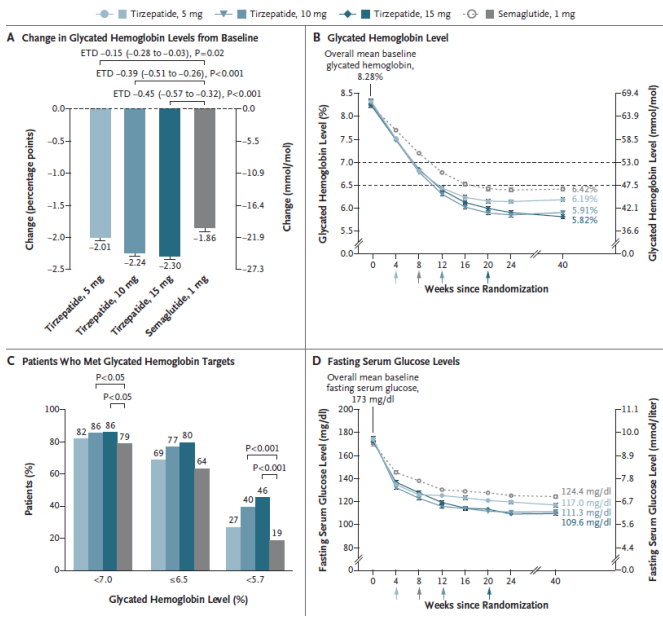 Tirzepatide, 5 mg Tirzepatide, 10 mg Tirzepatide, 15 mg Semaglutide, 1 mg
A Change in Glycated Hemoglobin Levels from Baseline
ETD −0.15 (−0.28 to −0.03), P=0.02
ETD −0.39 (−0.51 to −0.26), P<0.001
ETD −0.45 (−0.57 to −0.32), P<0.001
Change (percentage points)
0.0
−0.5
−1.0
−1.5
−2.0
−2.5
−2.01
−2.24
−2.30
−1.86
0.0
−5.5
−10.9
−16.4
−21.9
−27.3
Change (mmol/mol)
Tirzepatide, 5 mg
Tirzepatide, 10 mg
Tirzepatide, 15 mg
Semaglutide, 1 mg
B Glycated Hemoglobin Level
Overall mean baseline
glycated hemoglobin,
8.28%
Glycated Hemoglobin Level (%)
8.5
8.0
7.5
7.0
6.5
6.0
5.5
0.0
6.42%
6.19%
5.91%
5.82%
69.4
63.9
58.5
53.0
47.5
42.1
36.6
0.0
Glycated Hemoglobin Level (mmol/mol)
0 4 8 12 16 20 24 40
Weeks since Randomization
C Patients Who Met Glycated Hemoglobin Targets
P<0.05
P<0.05
P<0.001
P<0.001
Patients (%)
100
80
60
40
20
0
82 86 86 79
69 77 80 64
27 40 46 19
<7.0 ≤6.5 <5.7
Glycated Hemoglobin Level (%)
D Fasting Serum Glucose Levels
Overall mean baseline
fasting serum glucose,
173 mg/dl
Fasting Serum Glucose Level (mg/dl)
200
180
160
140
120
100
80
0
124.4 mg/dl
117.0 mg/dl
111.3 mg/dl
109.6 mg/dl
11.1
9.9
8.9
7.8
6.7
5.6
4.4
0.0
Fasting Serum Glucose Level (mmol/liter)
0 4 8 12 16 20 24 40
Weeks since Randomization